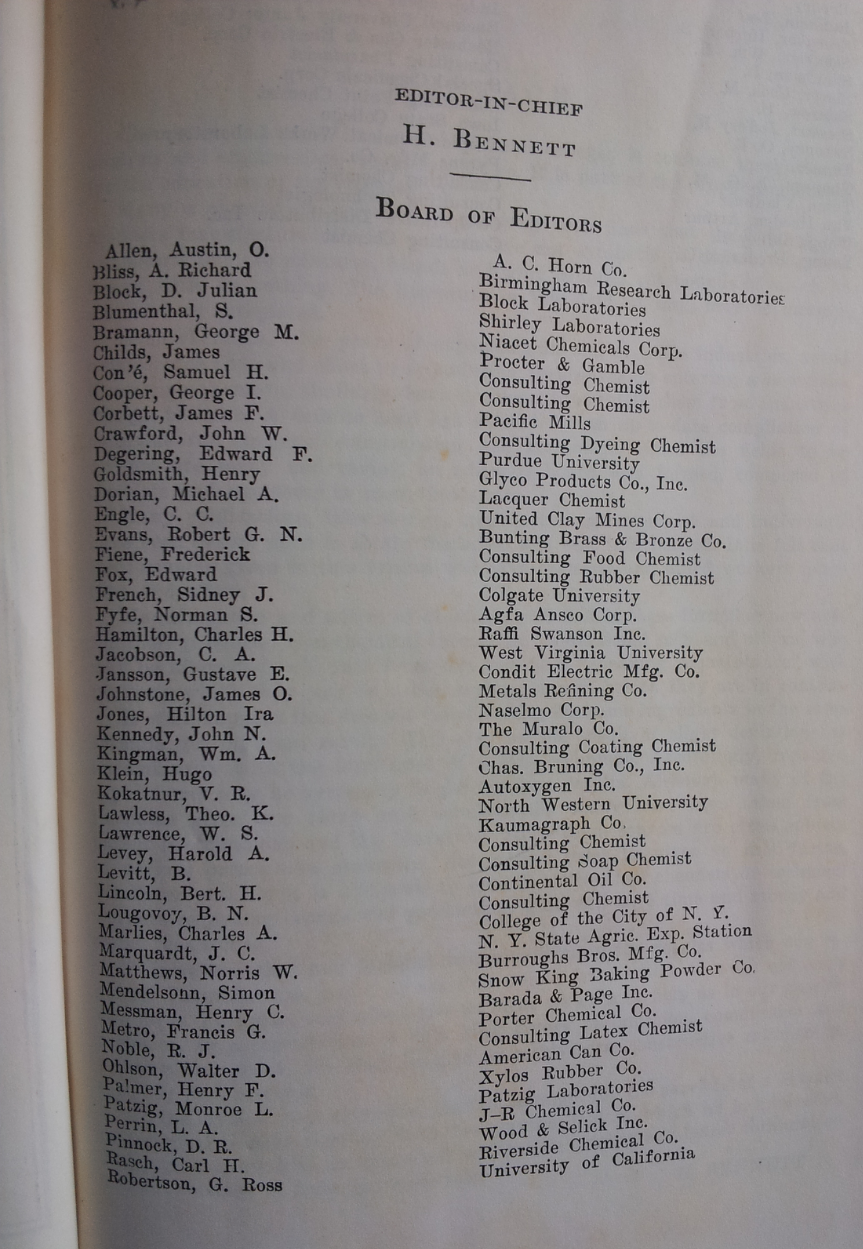 EDITOR-IN-CHIEF
H. BENNETT
BOARD OF EDITORS
Allen, Austin, O. A. C. Horn Co.
Bliss, A. Richard Birmingham Research Laboratories
Block, D. Julian Block Laboratories
Blumenthal, S. Shirley Laboratories
Bramann, George M. Niacet Chemicals Corp.
Childs, James Procter & Gamble
Con'é, Samuel H. Consulting Chemist
Cooper, George I. Consulting Chemist
Corbett, James F. Pacific Mills
Crawford, John W. Consulting Dyeing Chemist
Degering, Edward F. Purdue University
Goldsmith, Henry Glyco Products Co., Inc.
Dorian, Michael A. Lacquer Chemist
Engle, C. C. United Clay Mines Corp.
Evans, Robert G. N. Bunting Brass & Bronze Co.
Fiene, Frederick Consulting Food Chemist
Fox, Edward Consulting Rubber Chemist
French, Sidney J. Colgate University
Fyfe, Norman S. Agfa Ansco Corp.
Hamilton, Charles H. Raffi Swanson Inc.
Jacobson, C. A. West Virginia University
Jansson, Gustave E. Condit Electric Mfg. Co.
Johnstone, James O. Metals Refining Co.
Jones, Hilton Ira Naselmo Corp.
Kennedy, John N. The Muralo Co.
Kingman, Wm. A. Consulting Coating Chemist
Klein, Hugo Chas. Bruning Co., Inc.
Kokatnur, V. R. Autoxygen Inc.
Lawless, Theo. K. North Western University
Lawrence, W. S. Kaumagraph Co.
Levey, Harold A. Consulting Chemist
Levitt, B. Consulting Soap Chemist
Lincoln, Bert. H. Continental Oil Co.
Lougovoy, B. N. Consulting Chemist
Marlies, Charles A. College of the City of N. Y.
Marquardt, J. C. N. Y. State Agric. Exp. Station
Matthews, Norris W. Burroughs Bros. Mfg. Co.
Mendelsohn, Simon Snow King Baking Powder Co.
Messman, Henry C. Barada & Page Inc.
Metro, Francis G. Porter Chemical Co.
Noble, R. J. Consulting Latex Chemist
Ohlson, Walter D. American Can Co.
Palmer, Henry F. Xylos Rubber Co.
Patzig, Monroe L. Patzig Laboratories
Perrin, L. A. J-R Chemical Co.
Pinnock, D. R. Wood & Selick Inc.
Rasch, Carl H. Riverside Chemical Co.
Robertson, G. Ross University of California